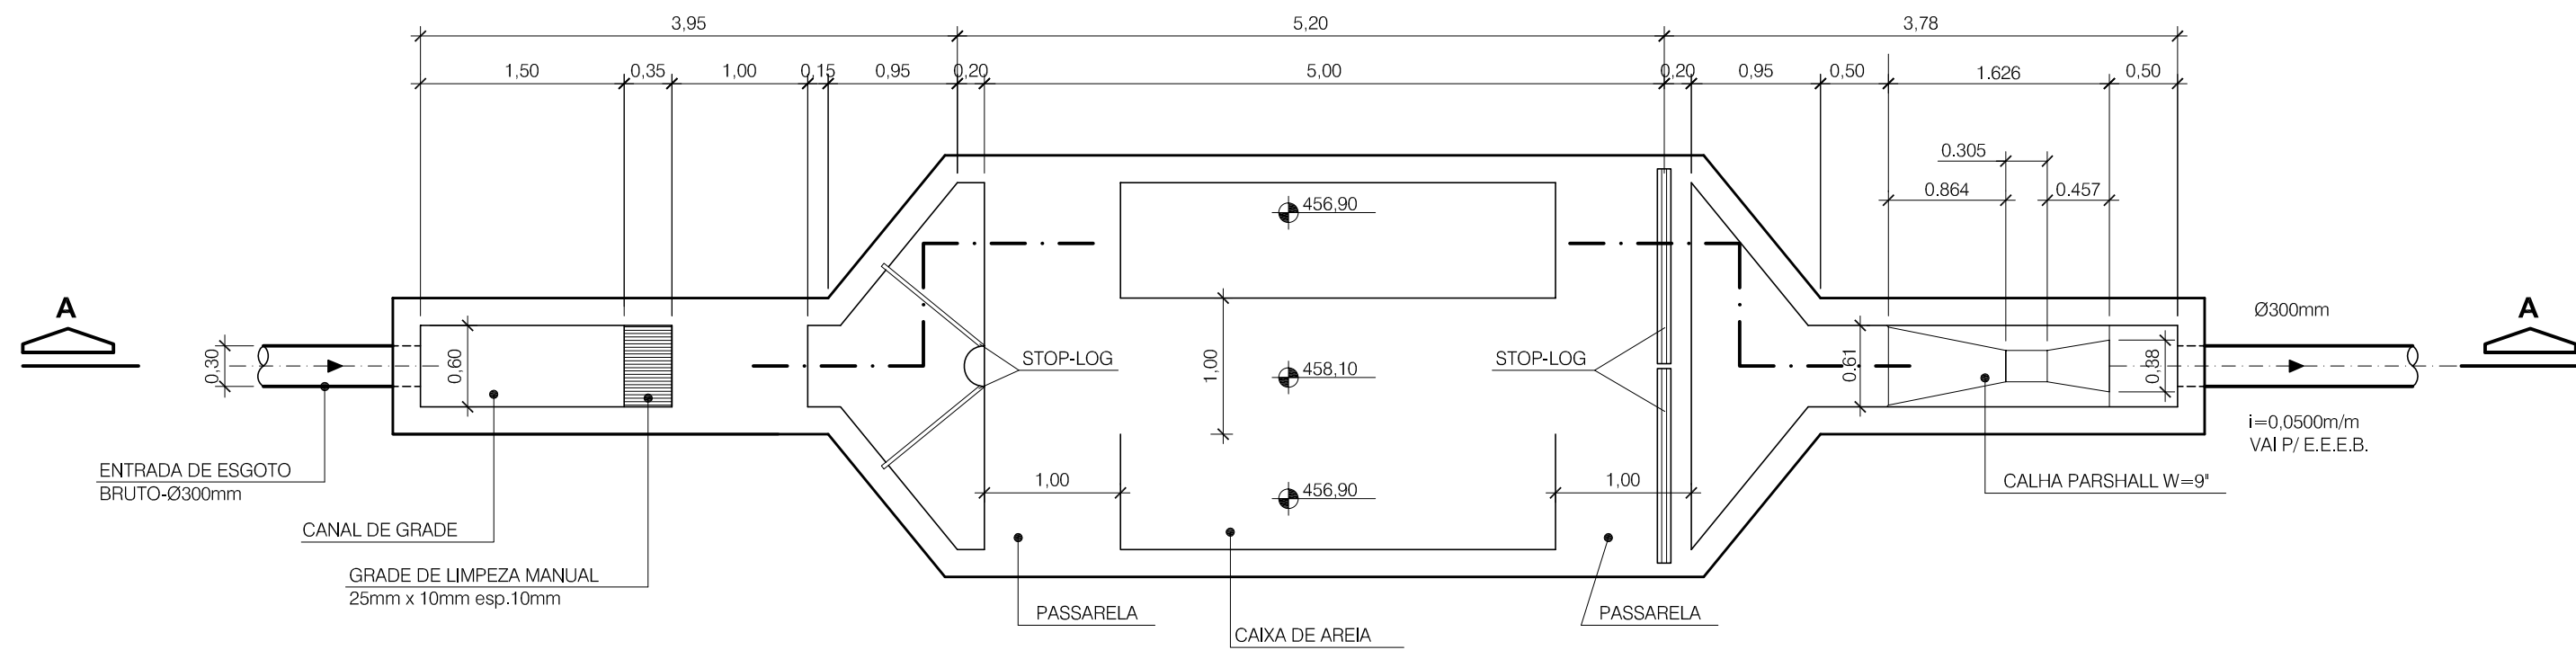 3,95
5,20
3,78
1,50
0,35
1,00
0,15
0,95
0,20
5,00
0,20
0,95
0,50
1.626
0,50
0.305
0.864
0.457
456,90
A
A
Ø300mm
0,30
0,60
STOP-LOG
1,00
458,10
STOP-LOG
0.61
0,88
i=0,0500m/m
VAI P/ E.E.E.B.
ENTRADA DE ESGOTO
BRUTO-Ø300mm
1,00
456,90
1,00
CALHA PARSHALL W=9"
CANAL DE GRADE
GRADE DE LIMPEZA MANUAL
25mm x 10mm esp.10mm
PASSARELA
CAIXA DE AREIA
PASSARELA